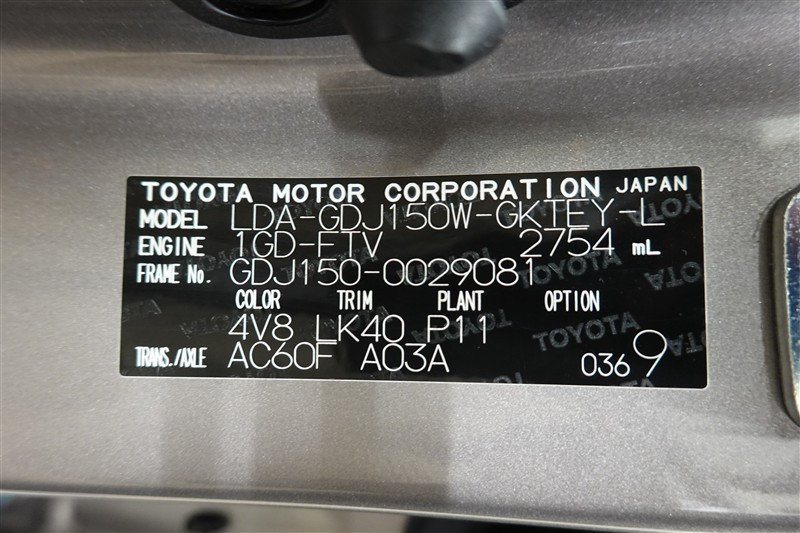 TOYOTA MOTOR CORPORATION JAPAN
MODEL LDA-GDJ150W-GKTEY-L
ENGINE 1GD-FTV 2754 mL
FRAME No. GDJ150-0029081
COLOR TRIM PLANT OPTION
4V8 LK40 P11
TRANS./AXLE AC60F A03A 0369